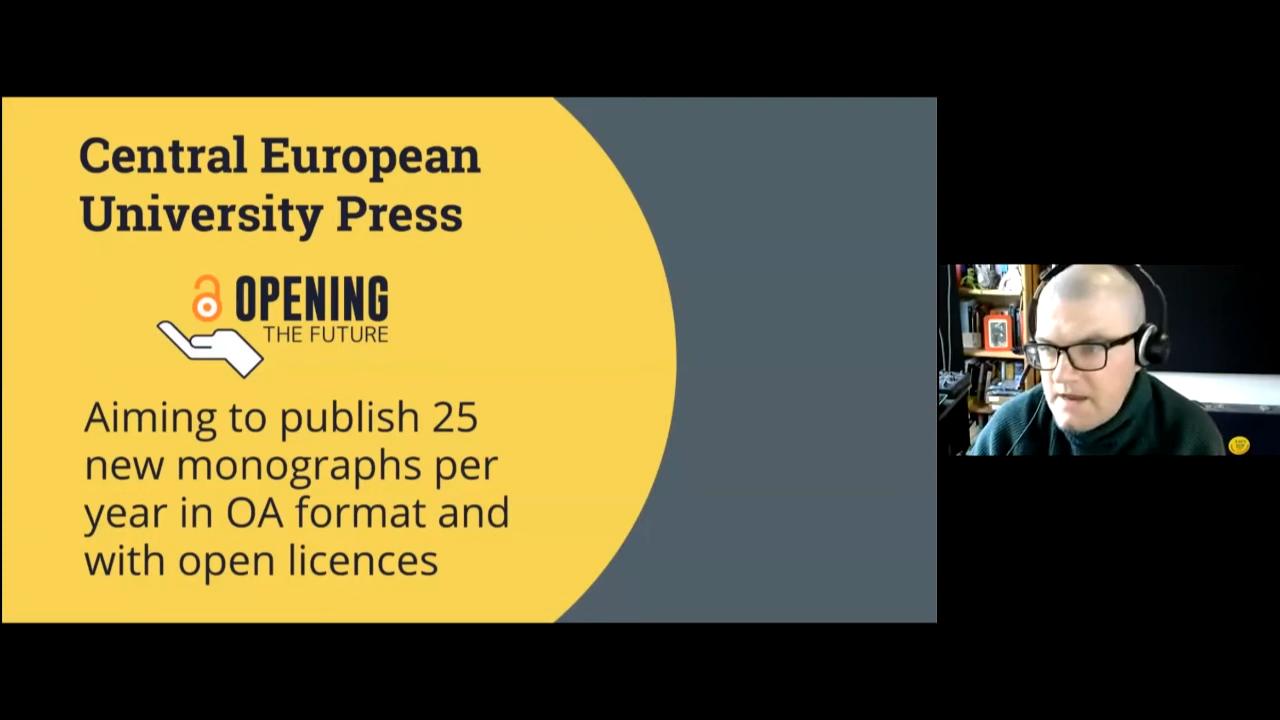 Central European
University Press
OPENING
THE FUTURE
Aiming to publish 25
new monographs per
year in OA format and
with open licences